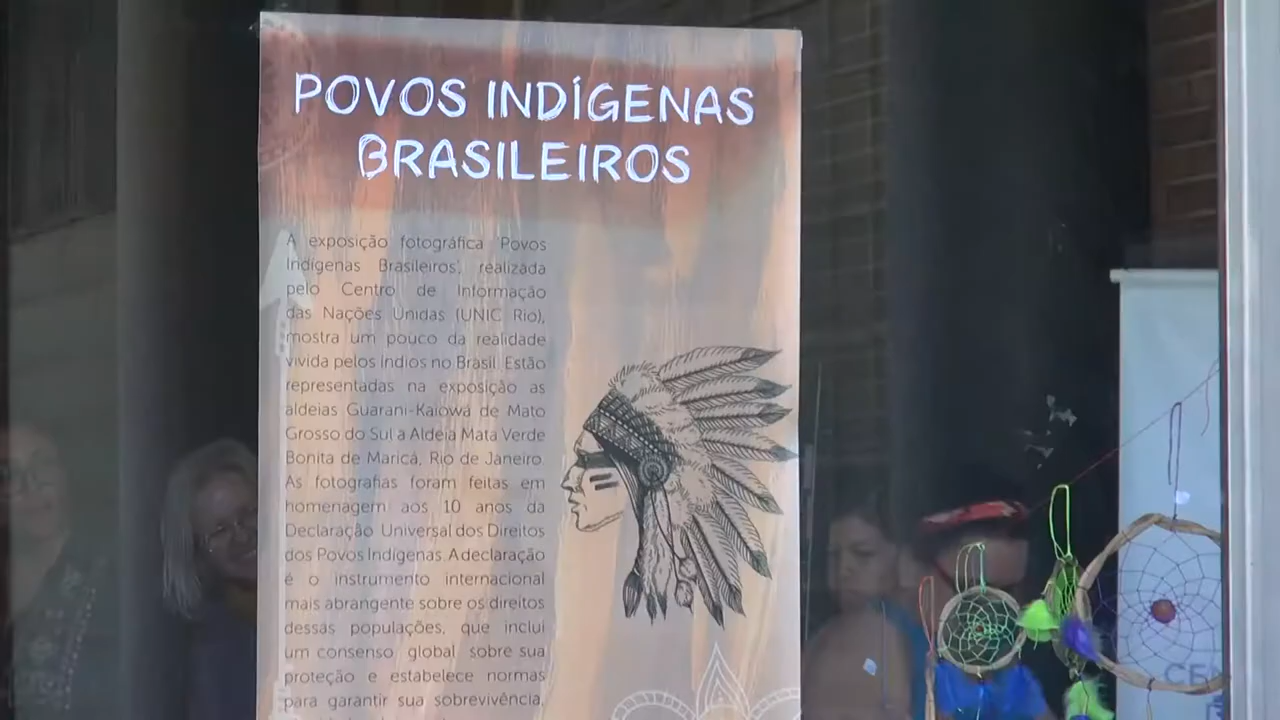 POVOS INDÍGENAS
BRASILEIROS
A exposição fotográfica 'Povos
Indígenas Brasileiros', realizada
pelo Centro de Informação
das Nações Unidas (UNIC Rio),
mostra um pouco da realidade
vivida pelos índios no Brasil. Estão
representadas na exposição as
aldeias Guarani-Kaiowá de Mato
Grosso do Sul a Aldeia Mata Verde
Bonita de Maricá, Rio de Janeiro.
As fotografias foram feitas em
homenagem aos 10 anos da
Declaração Universal dos Direitos
dos Povos Indígenas. A declaração
é o instrumento internacional
mais abrangente sobre os direitos
dessas populações, que inclui
um consenso global sobre sua
proteção e estabelece normas
para garantir sua sobrevivência,